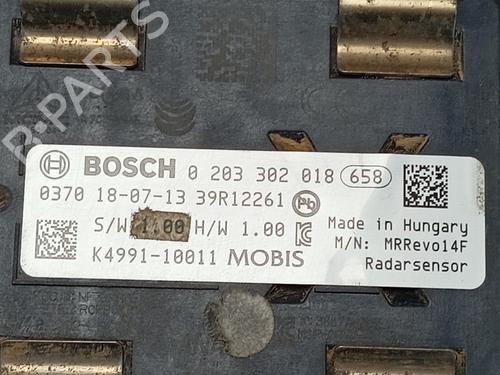 B-PARTS
BOSCH 0 203 302 018 658
0370 18-07-13 39R12261 Pb
S/W 1.00 H/W 1.00
Made in Hungary
M/N: MRRevo14F
K4991-10011 MOBIS
Radarsensor